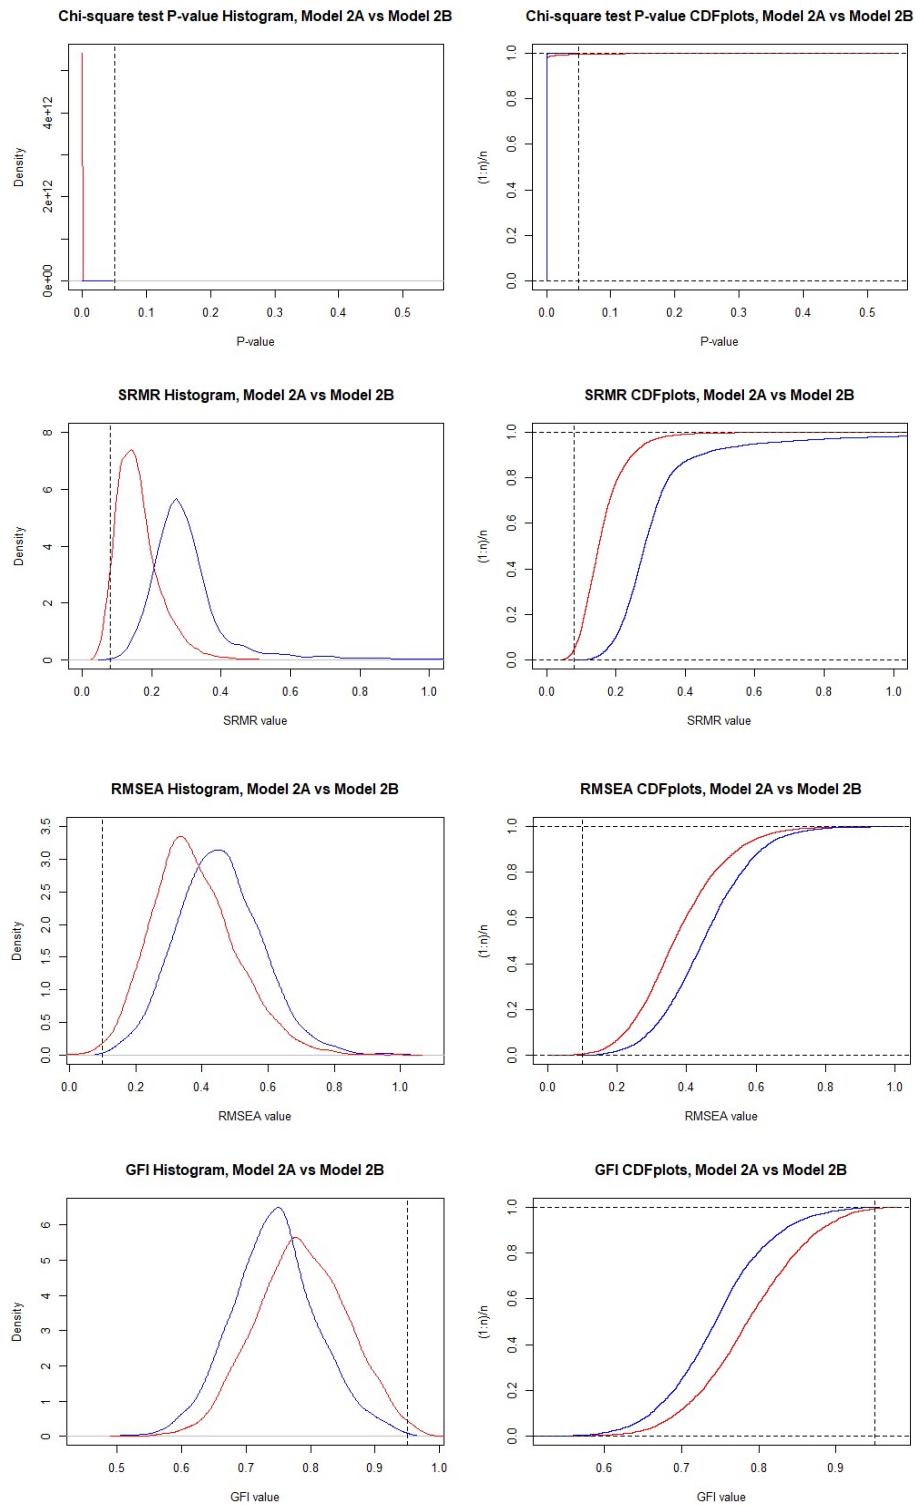 Chi-square test P-value Histogram, Model 2A vs Model 2B
Density
0e+00 2e+12 4e+12
0.0 0.1 0.2 0.3 0.4 0.5
P-value
Chi-square test P-value CDFplots, Model 2A vs Model 2B
(1:n)/n
0.0 0.2 0.4 0.6 0.8 1.0
0.0 0.1 0.2 0.3 0.4 0.5
P-value
SRMR Histogram, Model 2A vs Model 2B
Density
0 2 4 6 8
0.0 0.2 0.4 0.6 0.8 1.0
SRMR value
SRMR CDFplots, Model 2A vs Model 2B
(1:n)/n
0.0 0.2 0.4 0.6 0.8 1.0
0.0 0.2 0.4 0.6 0.8 1.0
SRMR value
RMSEA Histogram, Model 2A vs Model 2B
Density
0.0 0.5 1.0 1.5 2.0 2.5 3.0 3.5
0.0 0.2 0.4 0.6 0.8 1.0
RMSEA value
RMSEA CDFplots, Model 2A vs Model 2B
(1:n)/n
0.0 0.2 0.4 0.6 0.8 1.0
0.0 0.2 0.4 0.6 0.8 1.0
RMSEA value
GFI Histogram, Model 2A vs Model 2B
Density
0 1 2 3 4 5 6
0.5 0.6 0.7 0.8 0.9 1.0
GFI value
GFI CDFplots, Model 2A vs Model 2B
(1:n)/n
0.0 0.2 0.4 0.6 0.8 1.0
0.6 0.7 0.8 0.9
GFI value